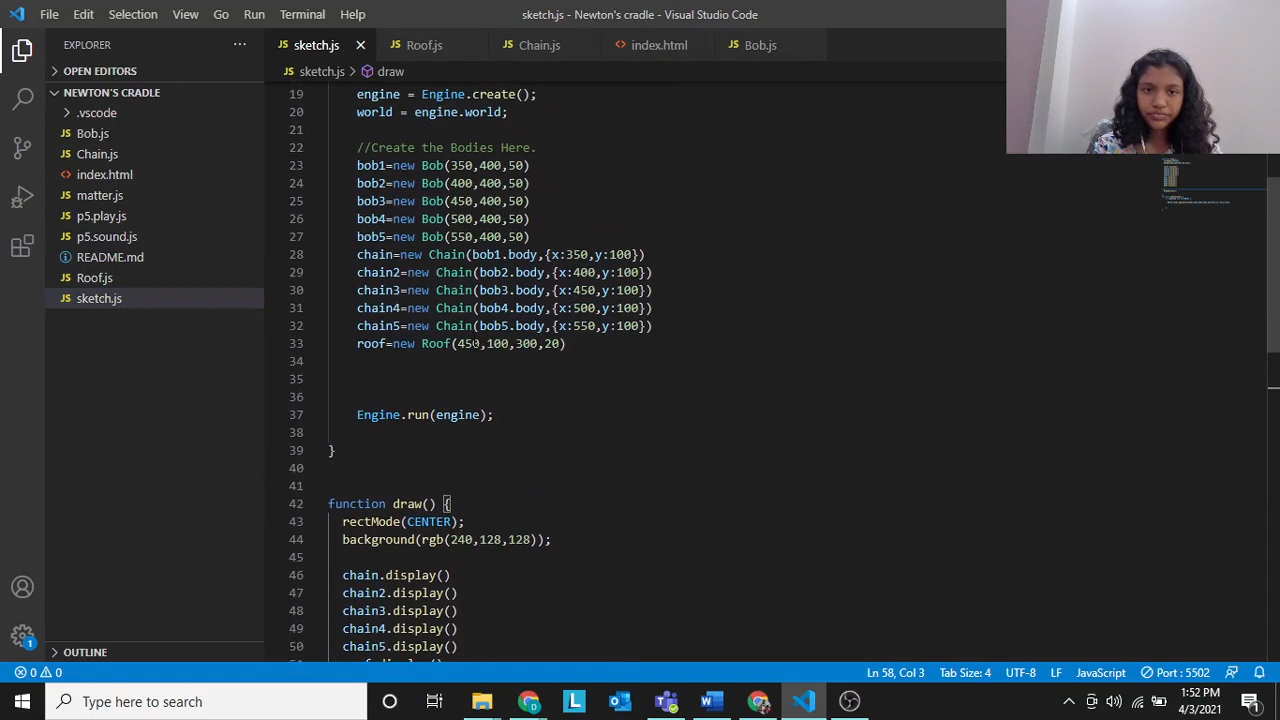 File Edit Selection View Go Run Terminal Help
sketch.js - Newton's cradle - Visual Studio Code
EXPLORER
OPEN EDITORS
NEWTON'S CRADLE
.vscode
Bob.js
Chain.js
index.html
matter.js
p5.play.js
p5.sound.js
README.md
Roof.js
sketch.js
OUTLINE
sketch.js Roof.js Chain.js index.html Bob.js
sketch.js > draw
19 engine = Engine.create();
20 world = engine.world;
21
22 //Create the Bodies Here.
23 bob1=new Bob(350,400,50)
24 bob2=new Bob(400,400,50)
25 bob3=new Bob(450,400,50)
26 bob4=new Bob(500,400,50)
27 bob5=new Bob(550,400,50)
28 chain=new Chain(bob1.body,{x:350,y:100})
29 chain2=new Chain(bob2.body,{x:400,y:100})
30 chain3=new Chain(bob3.body,{x:450,y:100})
31 chain4=new Chain(bob4.body,{x:500,y:100})
32 chain5=new Chain(bob5.body,{x:550,y:100})
33 roof=new Roof(450,100,300,20)
34
35
36
37 Engine.run(engine);
38
39 }
40
41
42 function draw() {
43 rectMode(CENTER);
44 background(rgb(240,128,128));
45
46 chain.display()
47 chain2.display()
48 chain3.display()
49 chain4.display()
50 chain5.display()
0 0
Ln 58, Col 3 Tab Size: 4 UTF-8 LF JavaScript Port : 5502
1
Type here to search
1:52 PM
4/3/2021
1